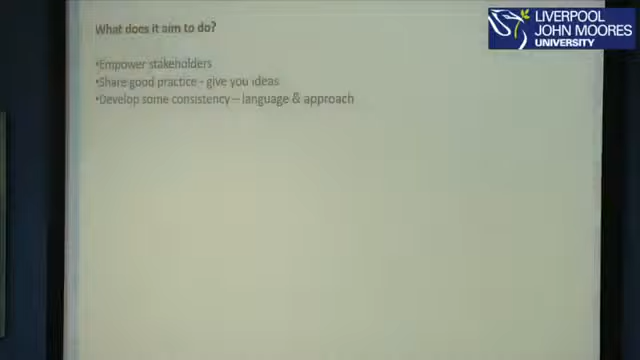 What does it aim to do?
•Empower stakeholders
•Share good practice - give you ideas
•Develop some consistency – language & approach
LIVERPOOL
JOHN MOORES
UNIVERSITY